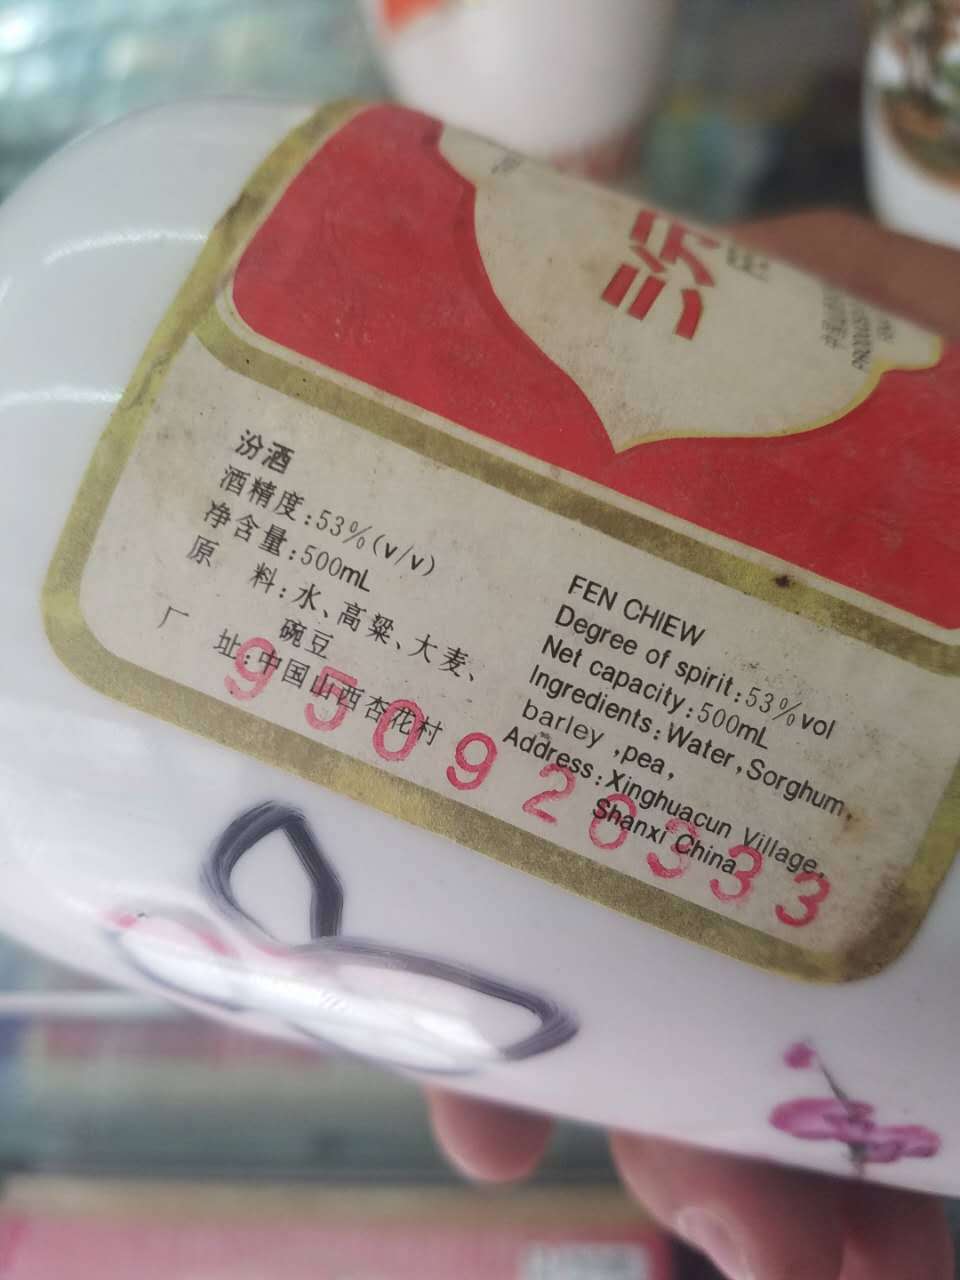 汾
汾酒
酒精度:53%(v/v)
净含量:500mL
原 料:水、高粱、大麦、
豌豆
厂 址:中国山西杏花村
FEN CHIEW
Degree of spirit:53%vol
Net capacity:500mL
Ingredients:Water,Sorghum,
barley ,pea,
Address:Xinghuacun Village,
Shanxi China
950926333